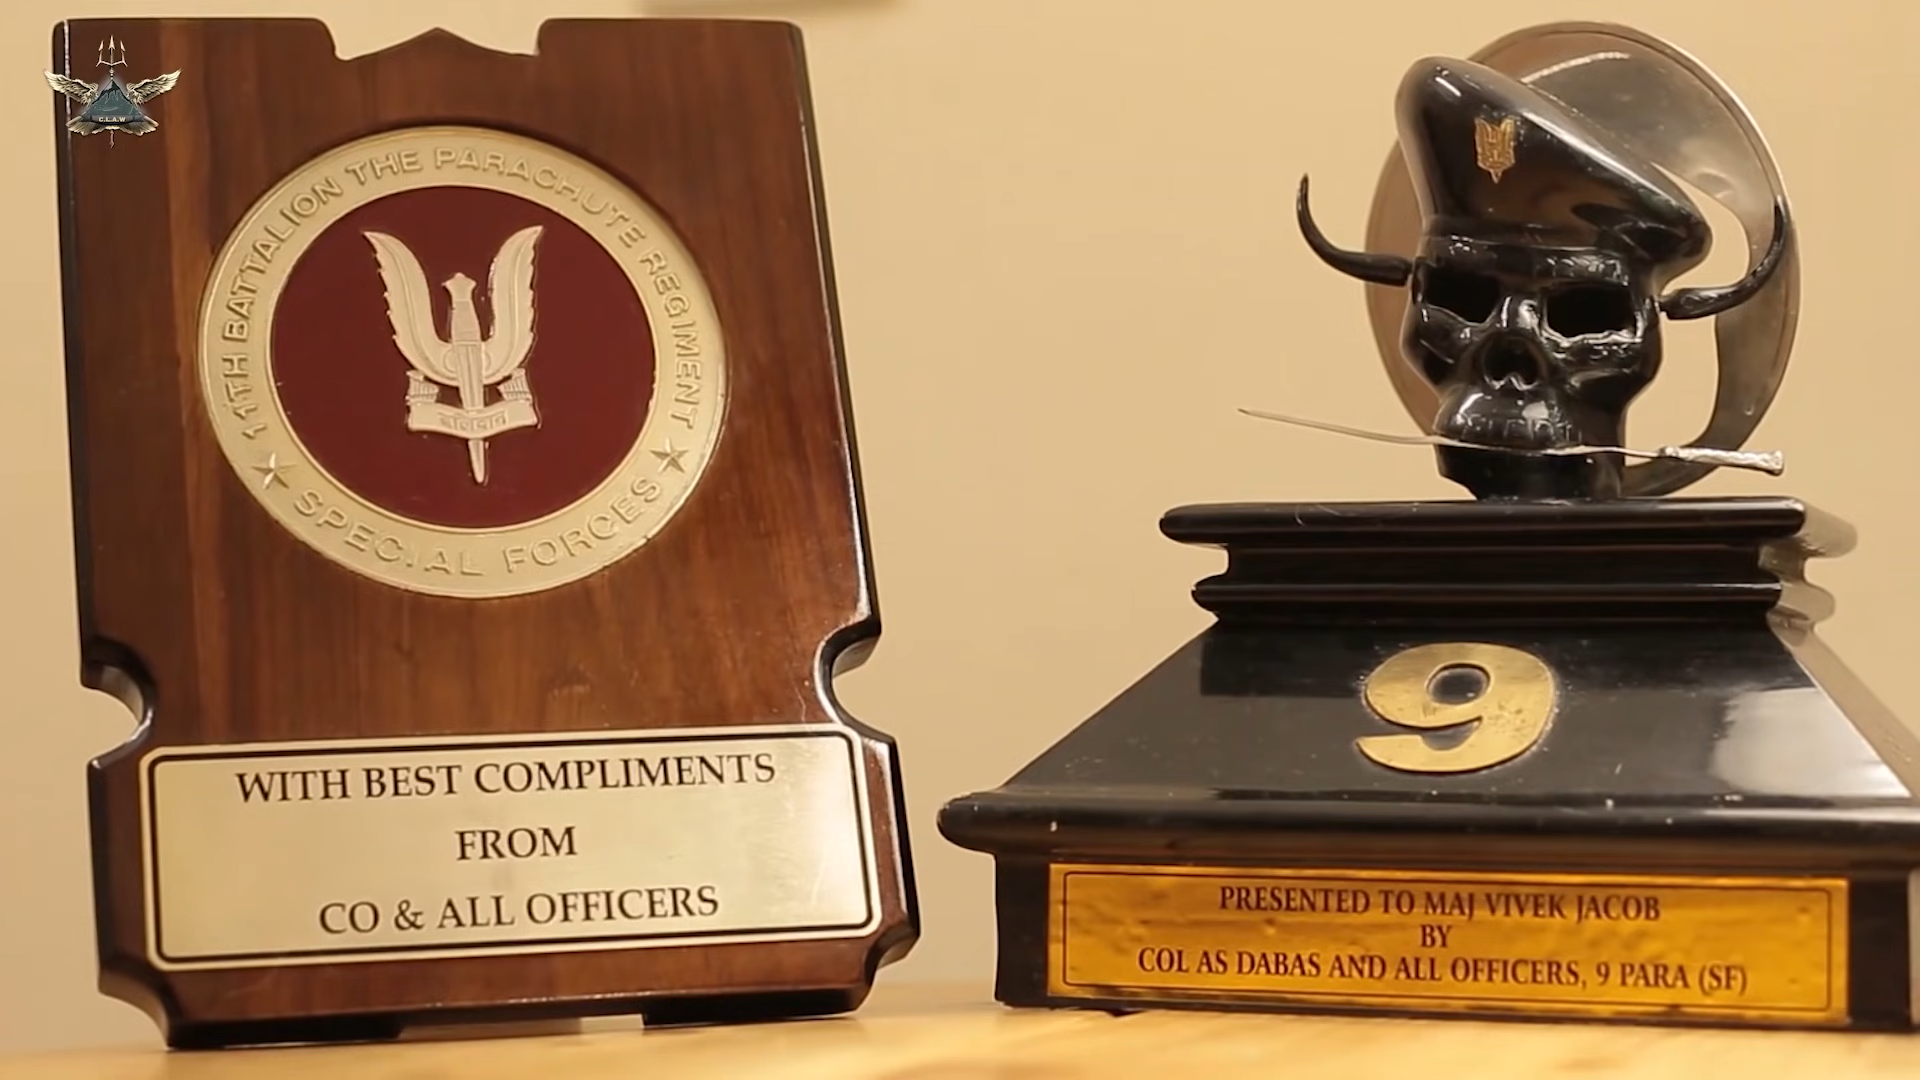 C.L.A.W
11TH BATTALION THE PARACHUTE REGIMENT
SPECIAL FORCES
WITH BEST COMPLIMENTS
FROM
CO & ALL OFFICERS
9
PRESENTED TO MAJ VIVEK JACOB
BY
COL AS DABAS AND ALL OFFICERS, 9 PARA (SF)